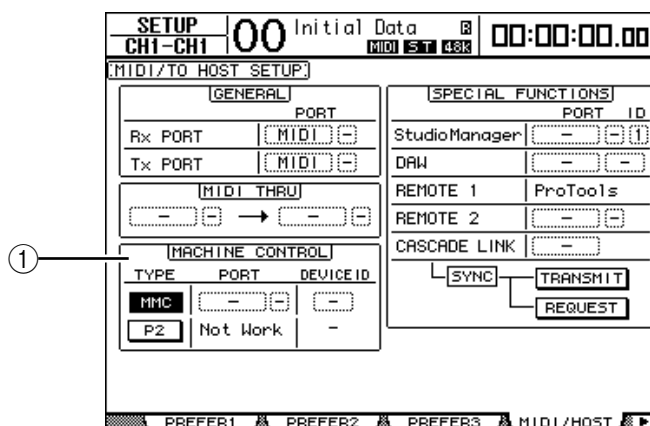 SETUP
CH1-CH1
00 Initial Data R
MIDI ST 48K
00:00:00.00
MIDI/TO HOST SETUP
GENERAL
PORT
Rx PORT MIDI -
Tx PORT MIDI -
MIDI THRU
- - → - -
① MACHINE CONTROL
TYPE PORT DEVICE ID
MMC - - -
P2 Not Work -
SPECIAL FUNCTIONS
PORT ID
StudioManager - - 1
DAW - -
REMOTE 1 ProTools
REMOTE 2 - -
CASCADE LINK -
SYNC TRANSMIT
REQUEST
PREFER1 PREFER2 PREFER3 MIDI/HOST